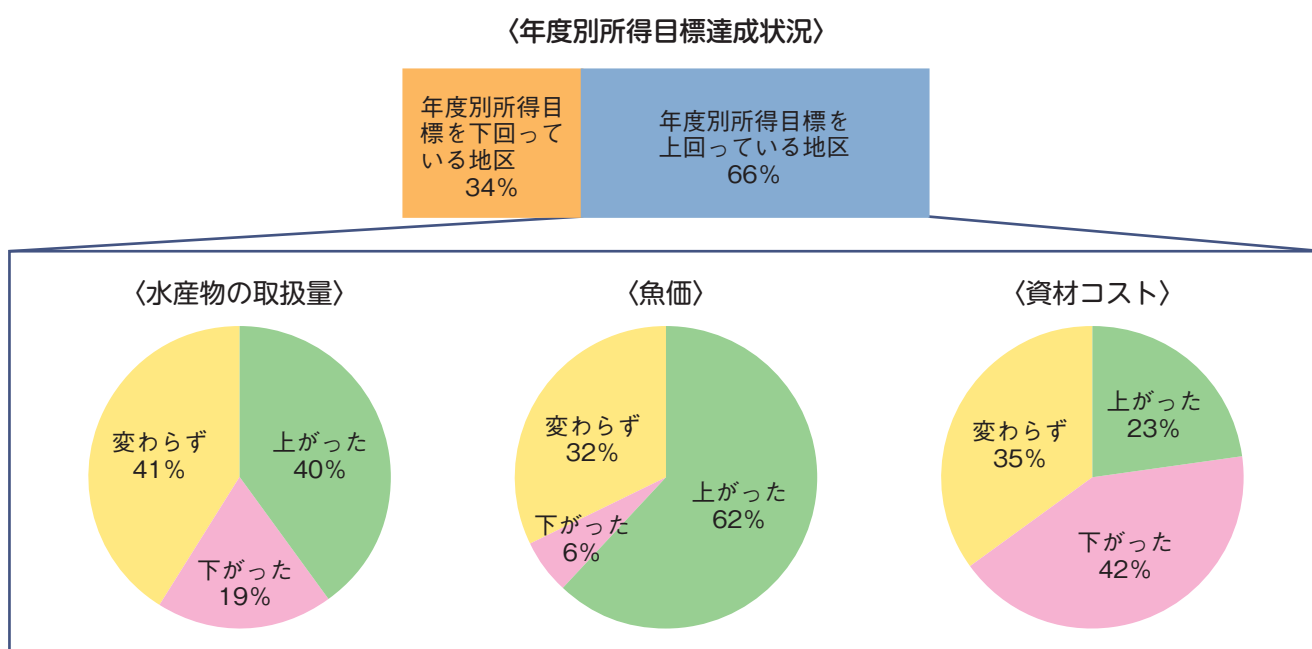 〈年度別所得目標達成状況〉
年度別所得目
標を下回って
いる地区
34%
年度別所得目標を
上回っている地区
66%
〈水産物の取扱量〉
変わらず
41%
上がった
40%
下がった
19%
〈魚価〉
変わらず
32%
上がった
62%
下がった
6%
〈資材コスト〉
上がった
23%
変わらず
35%
下がった
42%